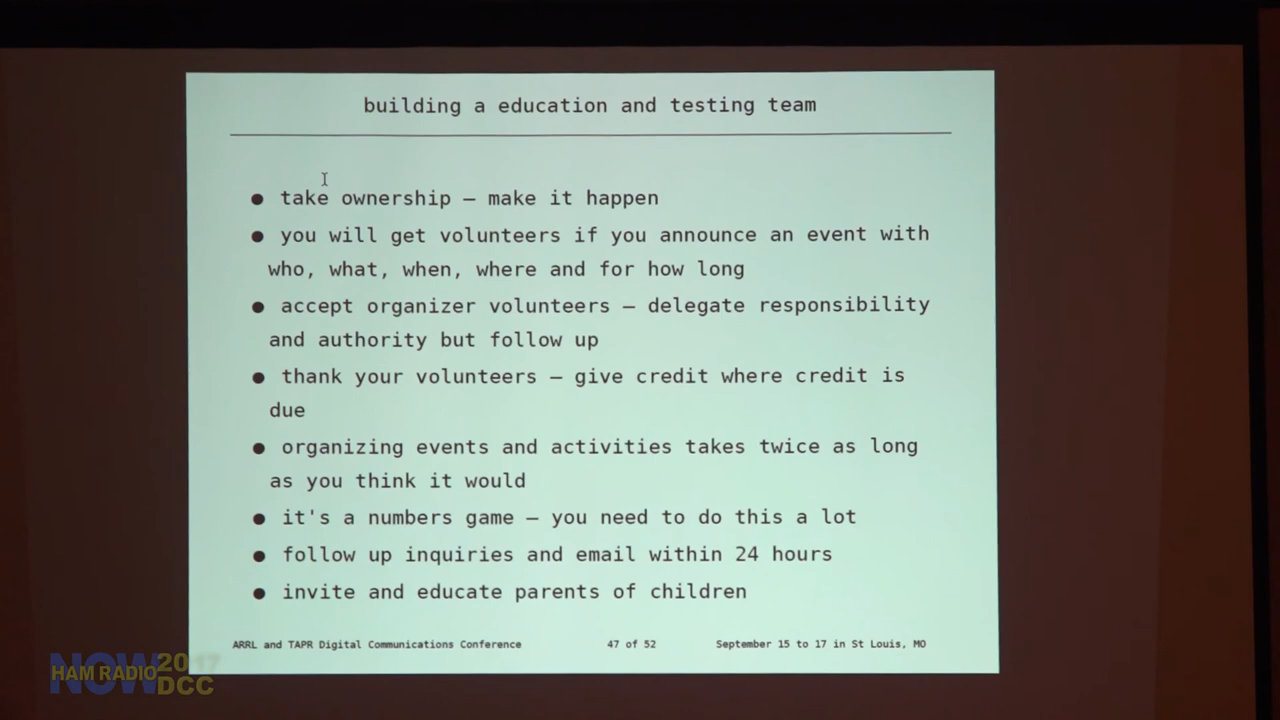 building a education and testing team
● take ownership – make it happen
● you will get volunteers if you announce an event with
who, what, when, where and for how long
● accept organizer volunteers – delegate responsibility
and authority but follow up
● thank your volunteers – give credit where credit is
due
● organizing events and activities takes twice as long
as you think it would
● it's a numbers game – you need to do this a lot
● follow up inquiries and email within 24 hours
● invite and educate parents of children
ARRL and TAPR Digital Communications Conference 47 of 52 September 15 to 17 in St Louis, MO
HAM RADIO NOW 2017 DCC